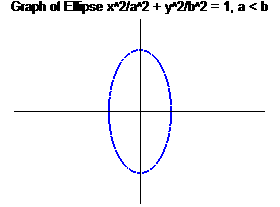 Graph of Ellipse x^2/a^2 + y^2/b^2 = 1, a < b